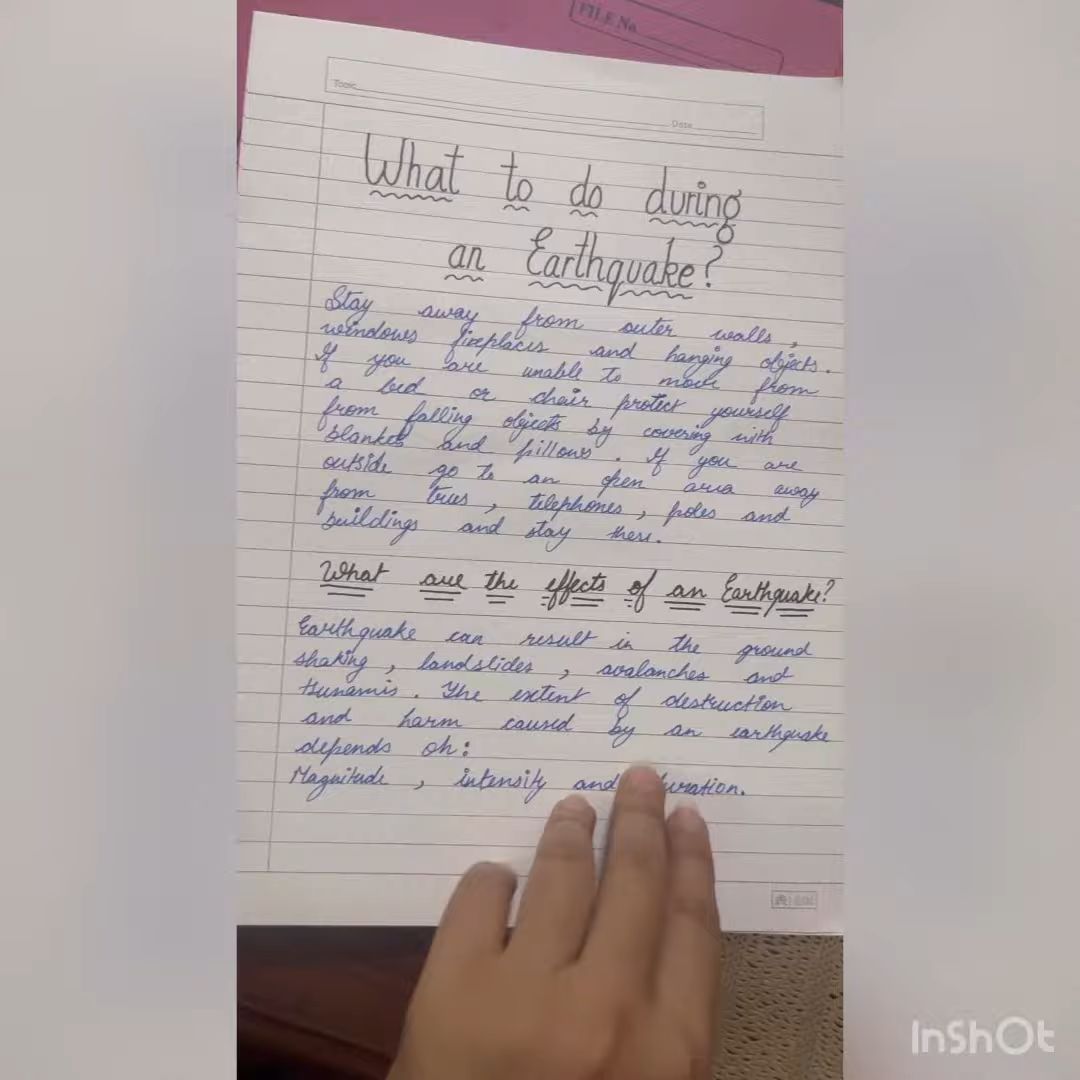 FILE No
Topic
Date
What to do during
an Earthquake?
Stay away from outer walls,
windows fireplaces and hanging objects.
If you are unable to move from
a bed or chair protect yourself
from falling objects by covering with
blankets and pillows. If you are
outside go to an open area away
from trees, telephones, poles and
buildings and stay there.
What are the effects of an Earthquake?
Earthquake can result in the ground
shaking, landslides, avalanches and
tsunamis. The extent of destruction
and harm caused by an earthquake
depends on:
Magnitude, intensity and duration.
InShOt